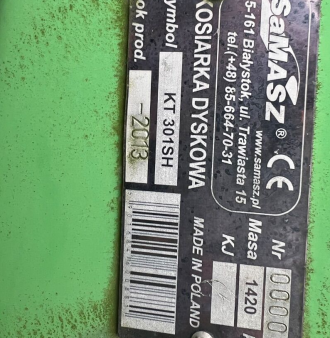 SaMASZ ®
5-161 Białystok, ul. Trawiasta 15
tel.(+48) 85-664-70-31
www.samasz.pl
CE
KOSIARKA DYSKOWA
ymbol KT 301SH
ok prod. -2013
Nr 0000
Masa 1420
KJ
MADE IN POLAND